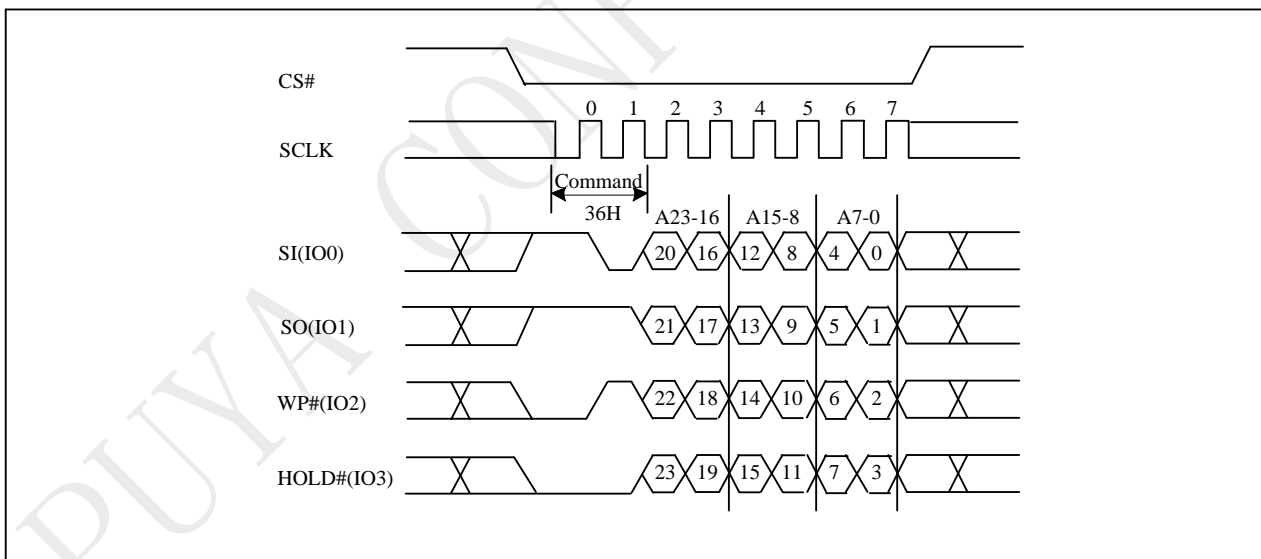 PUYA CONF
CS#
0 1 2 3 4 5 6 7
SCLK
Command
36H
A23-16 A15-8 A7-0
SI(IO0) 20 16 12 8 4 0
SO(IO1) 21 17 13 9 5 1
WP#(IO2) 22 18 14 10 6 2
HOLD#(IO3) 23 19 15 11 7 3